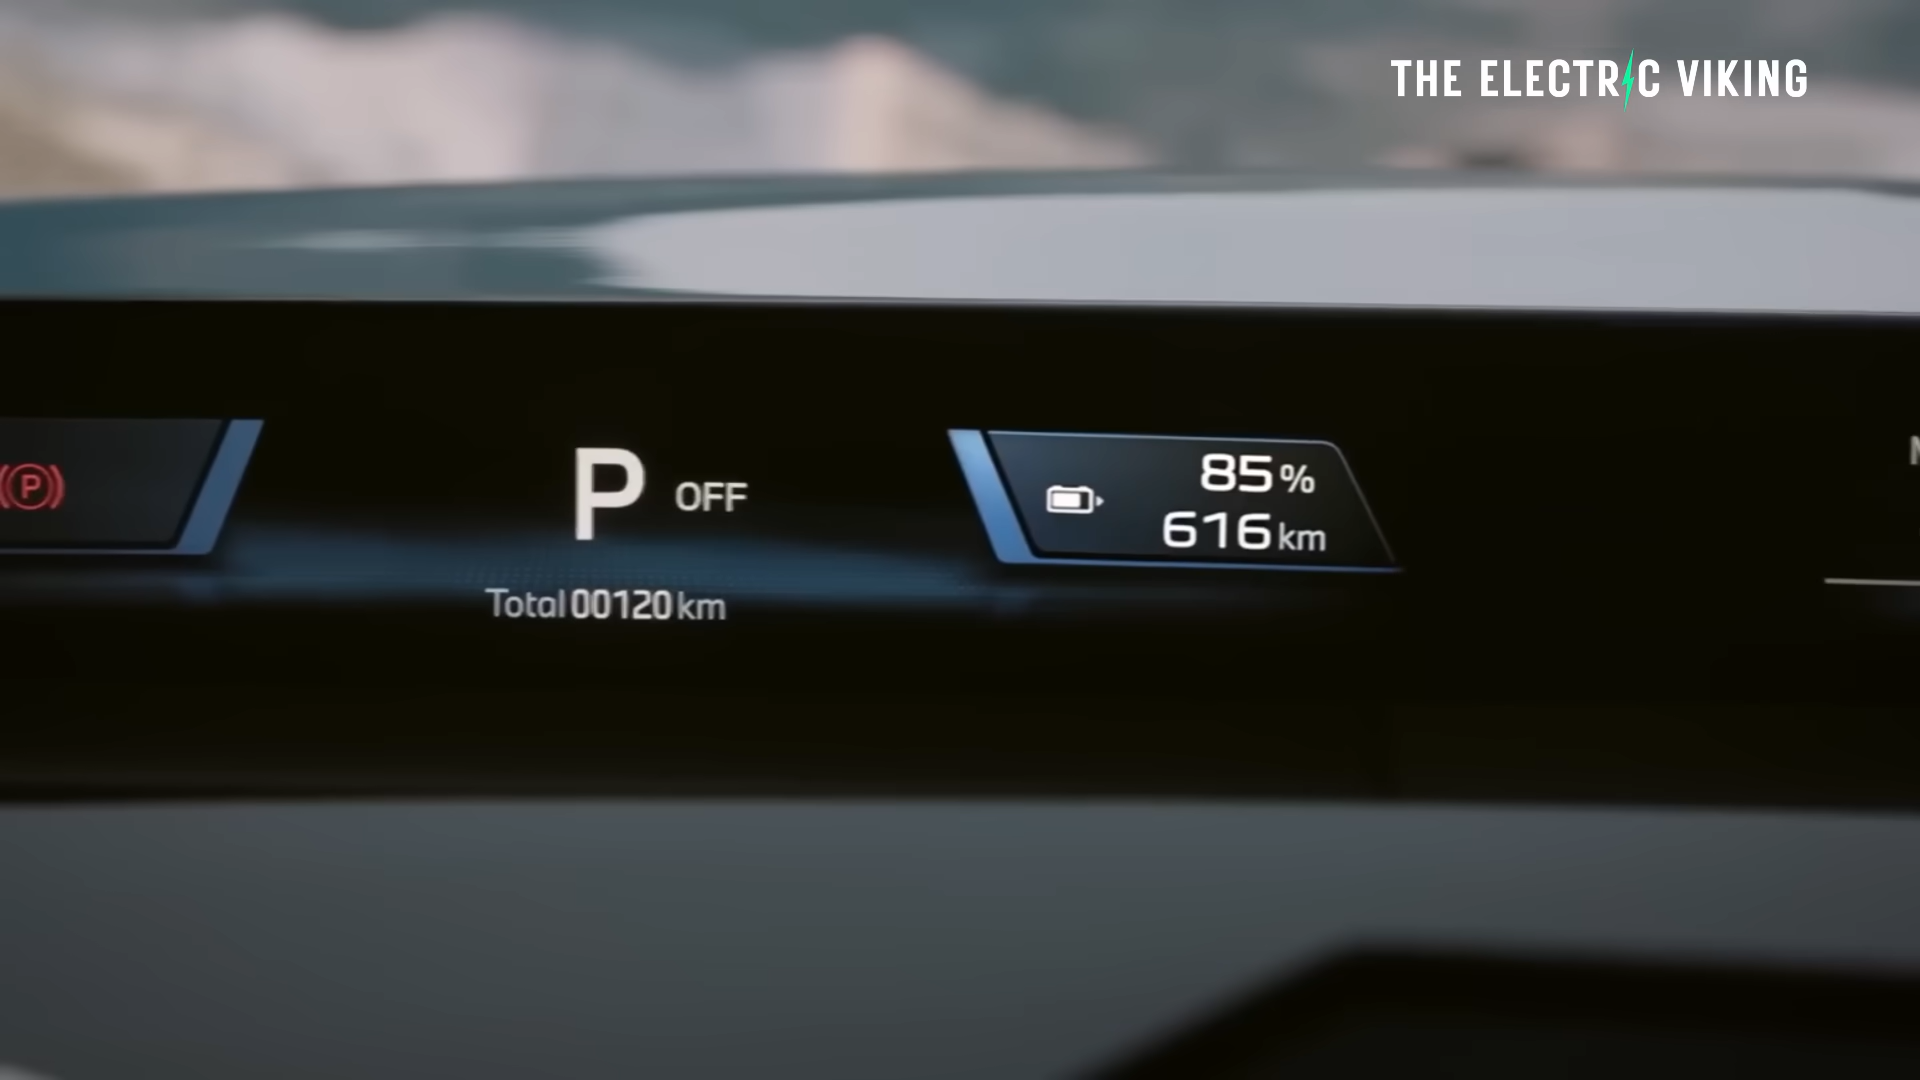 THE ELECTRIC VIKING
(P)
P OFF
85%
616 km
Total 00120 km